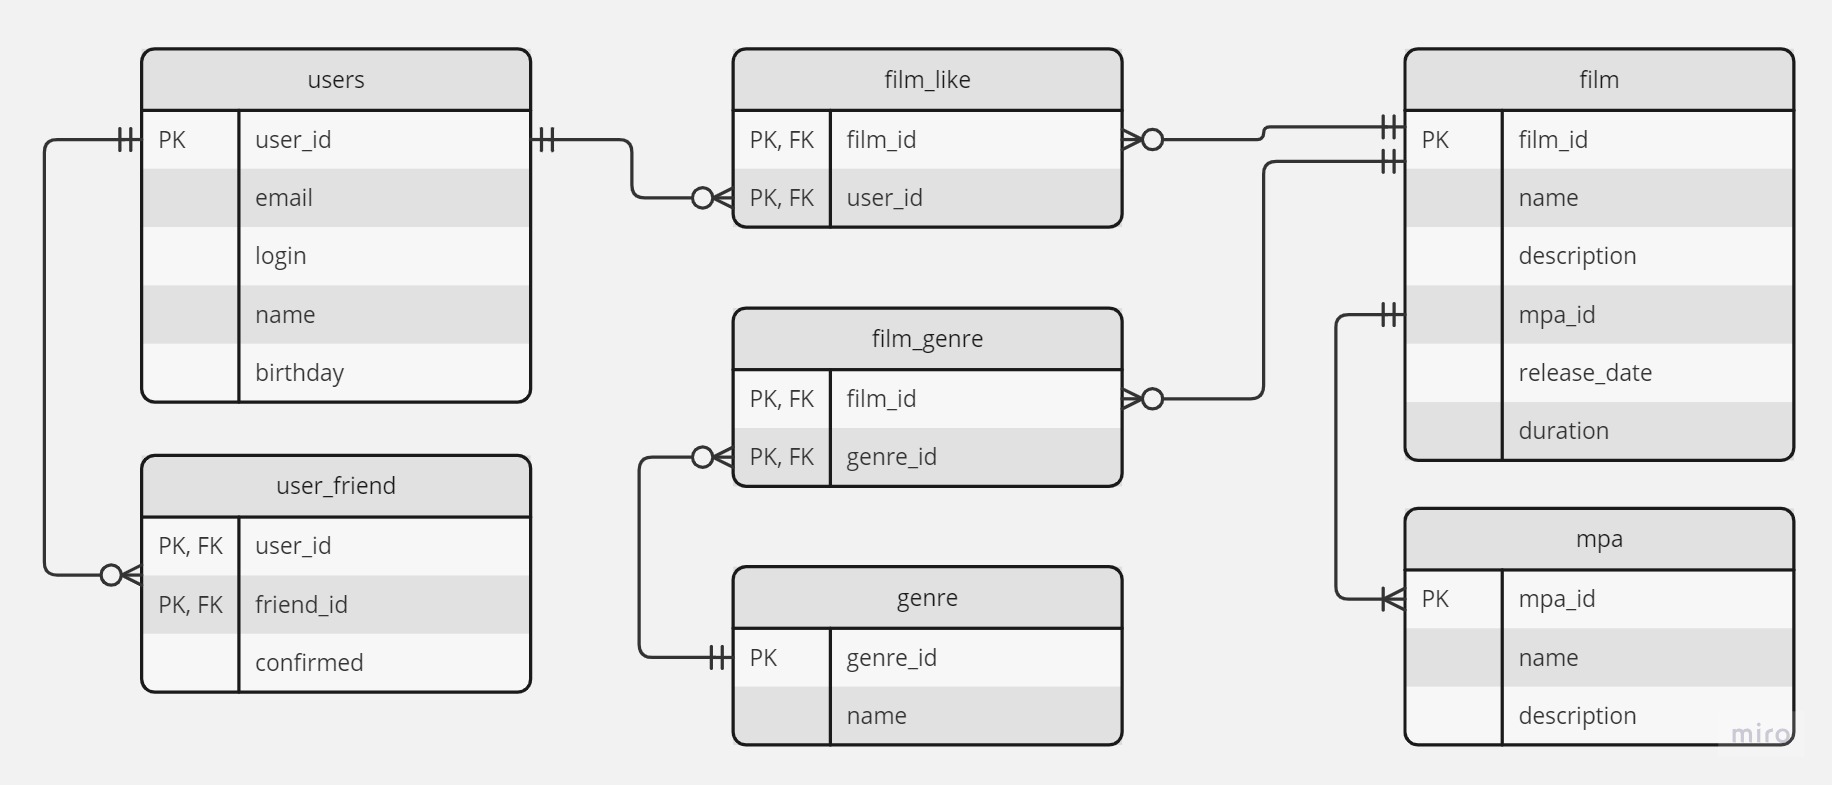 users
PK user_id
email
login
name
birthday
user_friend
PK, FK user_id
PK, FK friend_id
confirmed
film_like
PK, FK film_id
PK, FK user_id
film_genre
PK, FK film_id
PK, FK genre_id
genre
PK genre_id
name
film
PK film_id
name
description
mpa_id
release_date
duration
mpa
PK mpa_id
name
description
miro